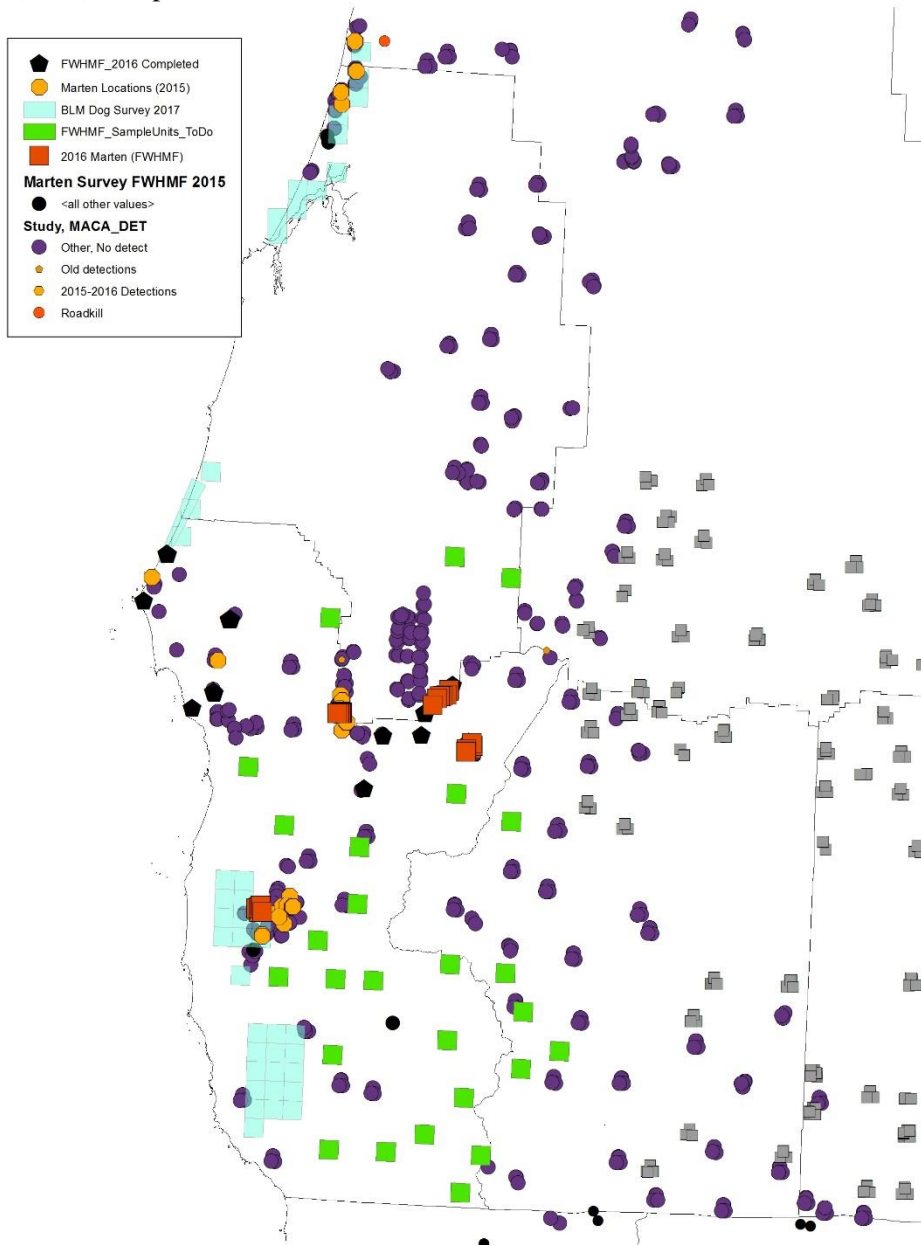 FWHMF_2016 Completed
Marten Locations (2015)
BLM Dog Survey 2017
FWHMF_SampleUnits_ToDo
2016 Marten (FWHMF)
Marten Survey FWHMF 2015
<all other values>
Study, MACA_DET
Other, No detect
Old detections
2015-2016 Detections
Roadkill